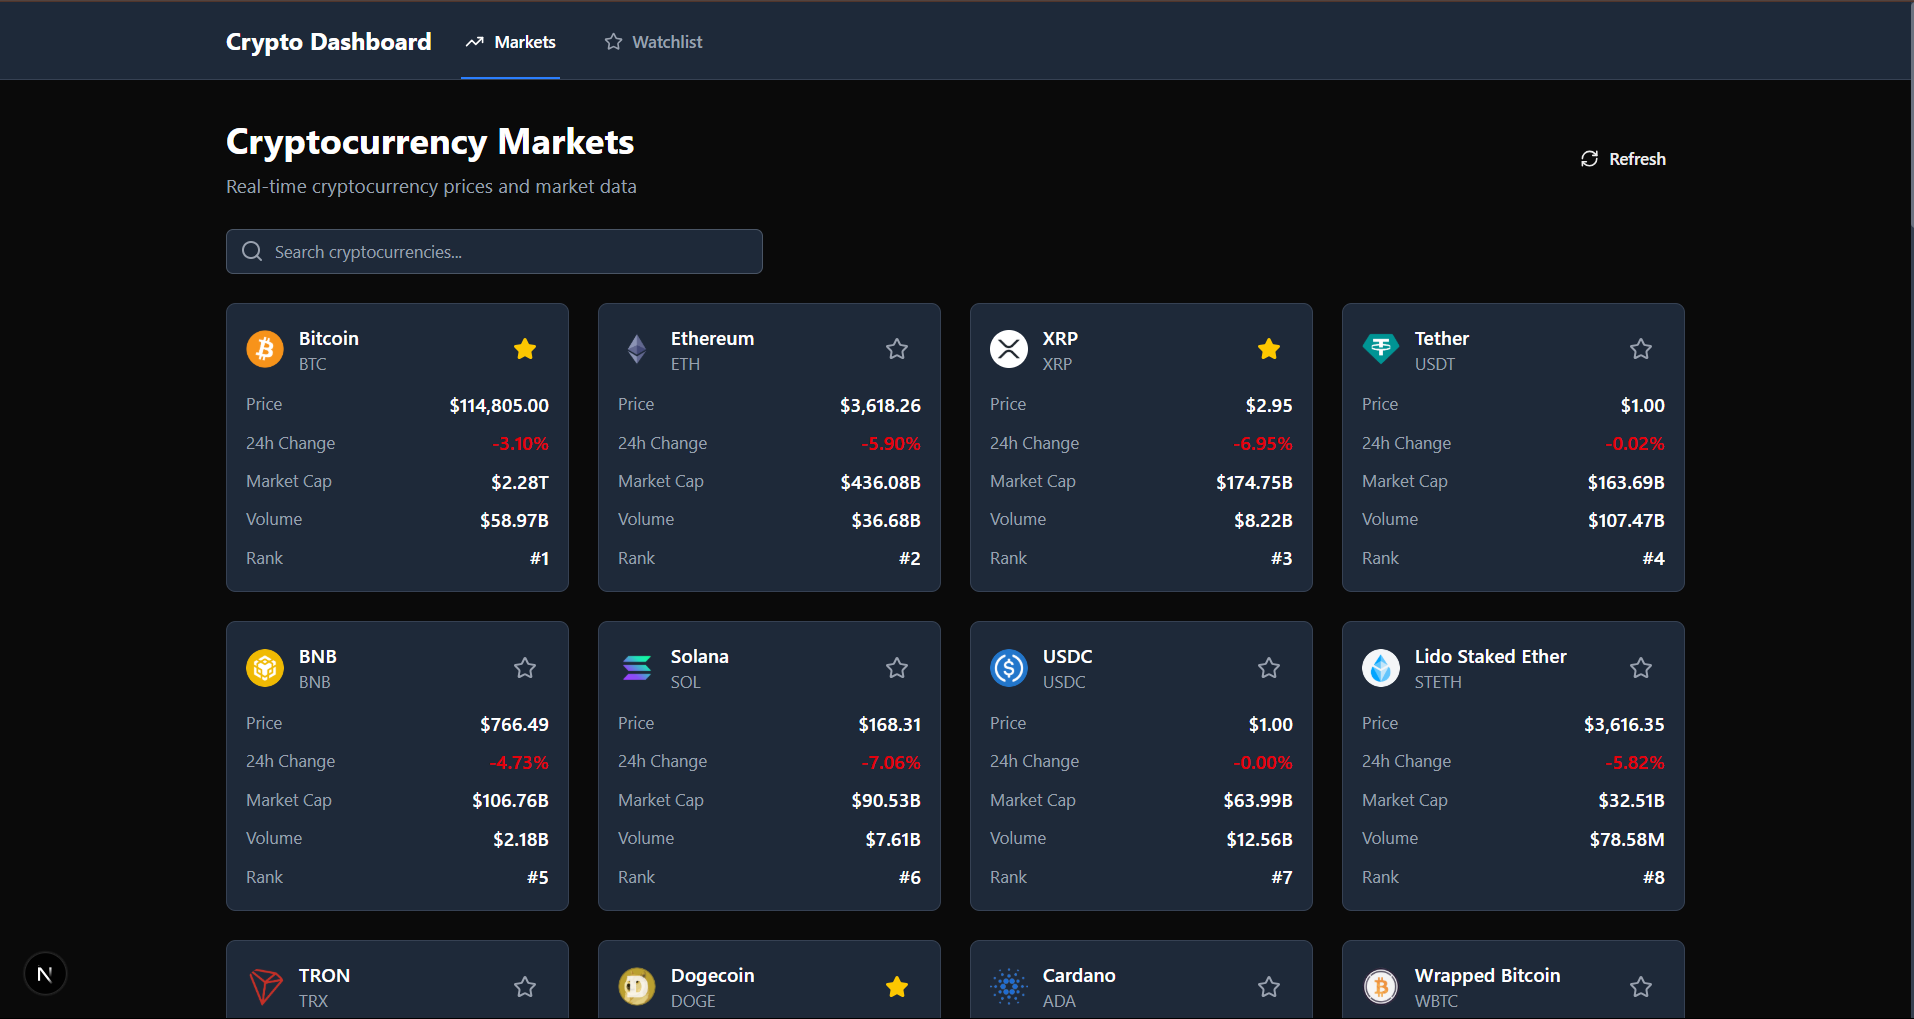 Crypto Dashboard Markets Watchlist
Cryptocurrency Markets
Refresh
Real-time cryptocurrency prices and market data
Search cryptocurrencies...
Bitcoin
BTC
Price $114,805.00
24h Change -3.10%
Market Cap $2.28T
Volume $58.97B
Rank #1
Ethereum
ETH
Price $3,618.26
24h Change -5.90%
Market Cap $436.08B
Volume $36.68B
Rank #2
XRP
XRP
Price $2.95
24h Change -6.95%
Market Cap $174.75B
Volume $8.22B
Rank #3
Tether
USDT
Price $1.00
24h Change -0.02%
Market Cap $163.69B
Volume $107.47B
Rank #4
BNB
BNB
Price $766.49
24h Change -4.73%
Market Cap $106.76B
Volume $2.18B
Rank #5
Solana
SOL
Price $168.31
24h Change -7.06%
Market Cap $90.53B
Volume $7.61B
Rank #6
USDC
USDC
Price $1.00
24h Change -0.00%
Market Cap $63.99B
Volume $12.56B
Rank #7
Lido Staked Ether
STETH
Price $3,616.35
24h Change -5.82%
Market Cap $32.51B
Volume $78.58M
Rank #8
TRON
TRX
Dogecoin
DOGE
Cardano
ADA
Wrapped Bitcoin
WBTC
N